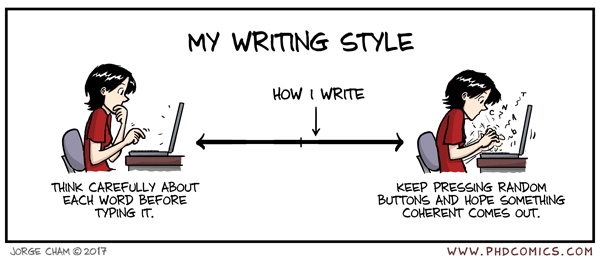 MY WRITING STYLE
HOW I WRITE
THINK CAREFULLY ABOUT
EACH WORD BEFORE
TYPING IT.
KEEP PRESSING RANDOM
BUTTONS AND HOPE SOMETHING
COHERENT COMES OUT.
JORGE CHAM © 2017
WWW.PHDCOMICS.COM